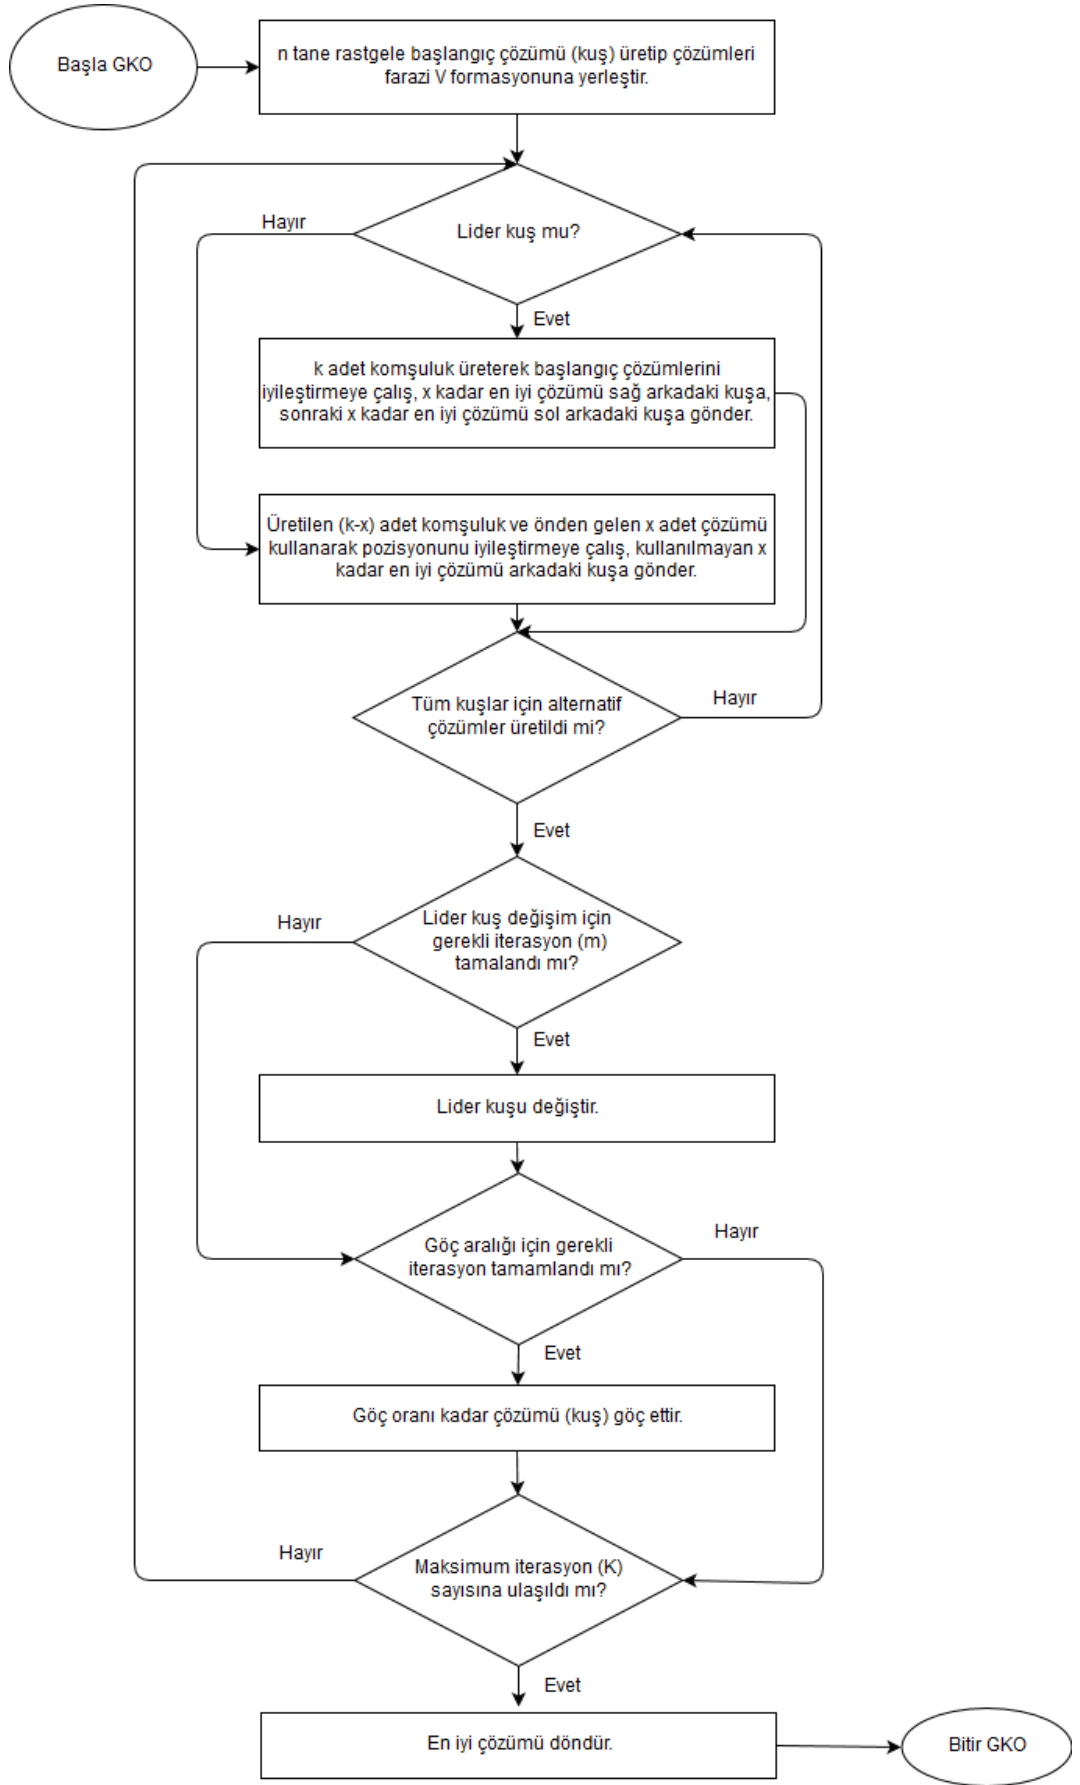 Başla GKO
n tane rastgele başlangıç çözümü (kuş) üretip çözümleri
farazi V formasyonuna yerleştir.
Lider kuş mu?
Hayır
Evet
k adet komşuluk üreterek başlangıç çözümlerini
iyileştirmeye çalış, x kadar en iyi çözümü sağ arkadaki kuşa,
sonraki x kadar en iyi çözümü sol arkadaki kuşa gönder.
Üretilen (k-x) adet komşuluk ve önden gelen x adet çözümü
kullanarak pozisyonunu iyileştirmeye çalış, kullanılmayan x
kadar en iyi çözümü arkadaki kuşa gönder.
Tüm kuşlar için alternatif
çözümler üretildi mi?
Hayır
Evet
Lider kuş değişim için
gerekli iterasyon (m)
tamalandı mı?
Hayır
Evet
Lider kuşu değiştir.
Göç aralığı için gerekli
iterasyon tamamlandı mı?
Hayır
Evet
Göç oranı kadar çözümü (kuş) göç ettir.
Maksimum iterasyon (K)
sayısına ulaşıldı mı?
Hayır
Evet
En iyi çözümü döndür.
Bitir GKO